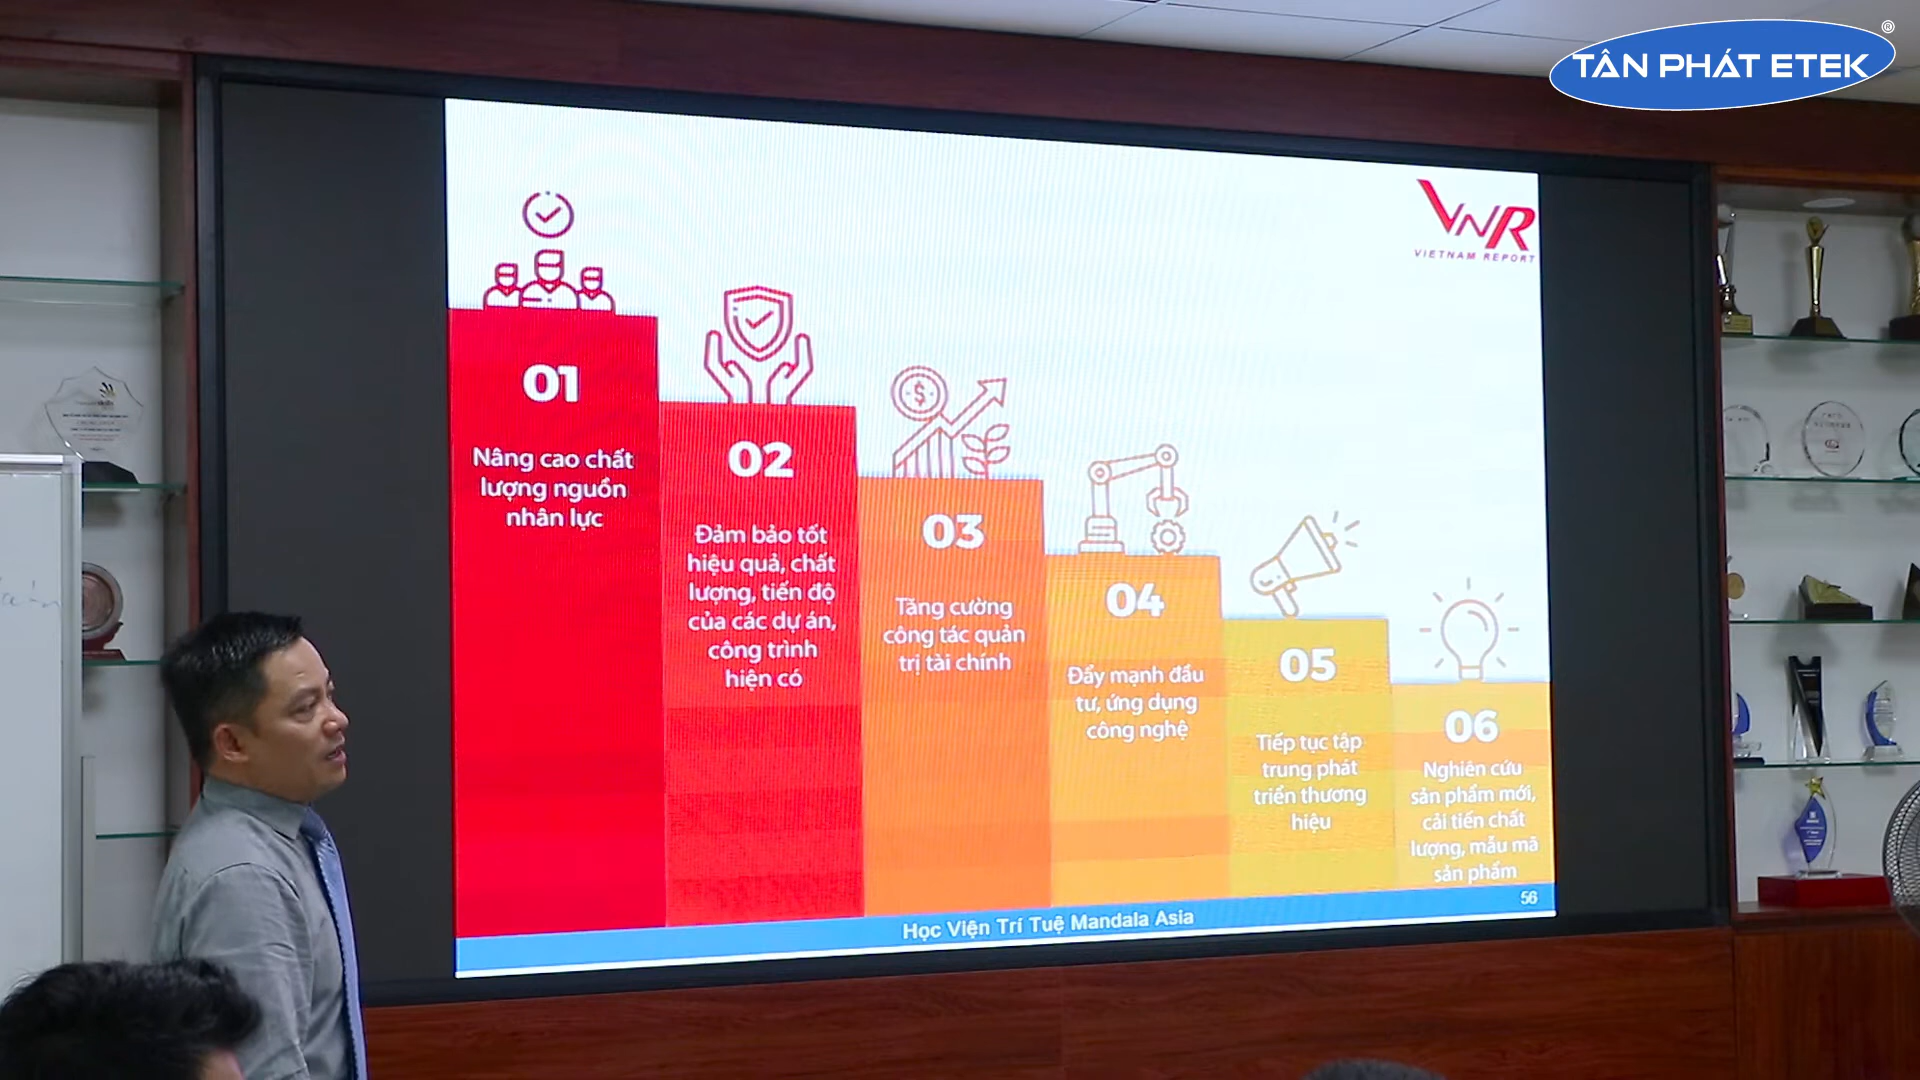 TÂN PHÁT ETEK
®
VNR
VIETNAM REPORT
01
Nâng cao chất
lượng nguồn
nhân lực
02
Đảm bảo tốt
hiệu quả, chất
lượng, tiến độ
của các dự án,
công trình
hiện có
03
Tăng cường
công tác quản
trị tài chính
04
Đẩy mạnh đầu
tư, ứng dụng
công nghệ
05
Tiếp tục tập
trung phát
triển thương
hiệu
06
Nghiên cứu
sản phẩm mới,
cải tiến chất
lượng, mẫu mã
sản phẩm
Học Viện Trí Tuệ Mandala Asia
56